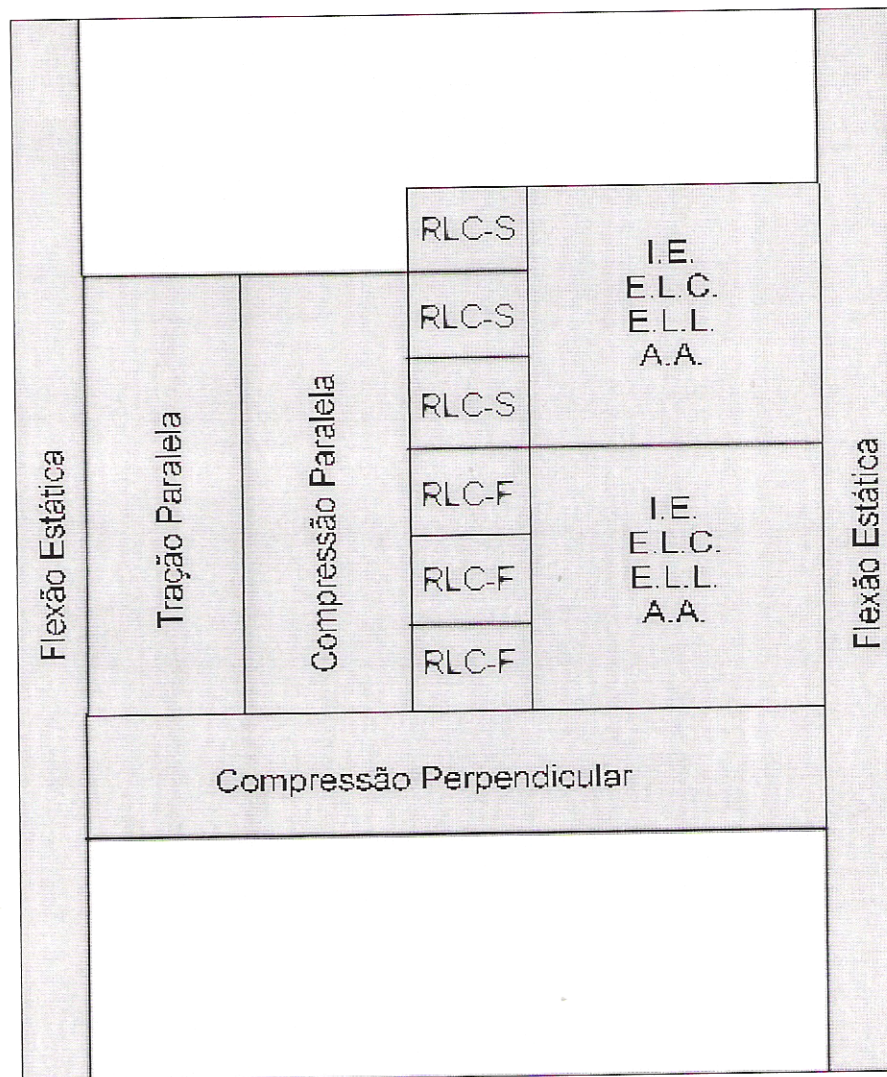 Flexão Estática
Tração Paralela
Compressão Paralela
RLC-S
RLC-S
RLC-S
RLC-F
RLC-F
RLC-F
I.E.
E.L.C.
E.L.L.
A.A.
I.E.
E.L.C.
E.L.L.
A.A.
Flexão Estática
Compressão Perpendicular